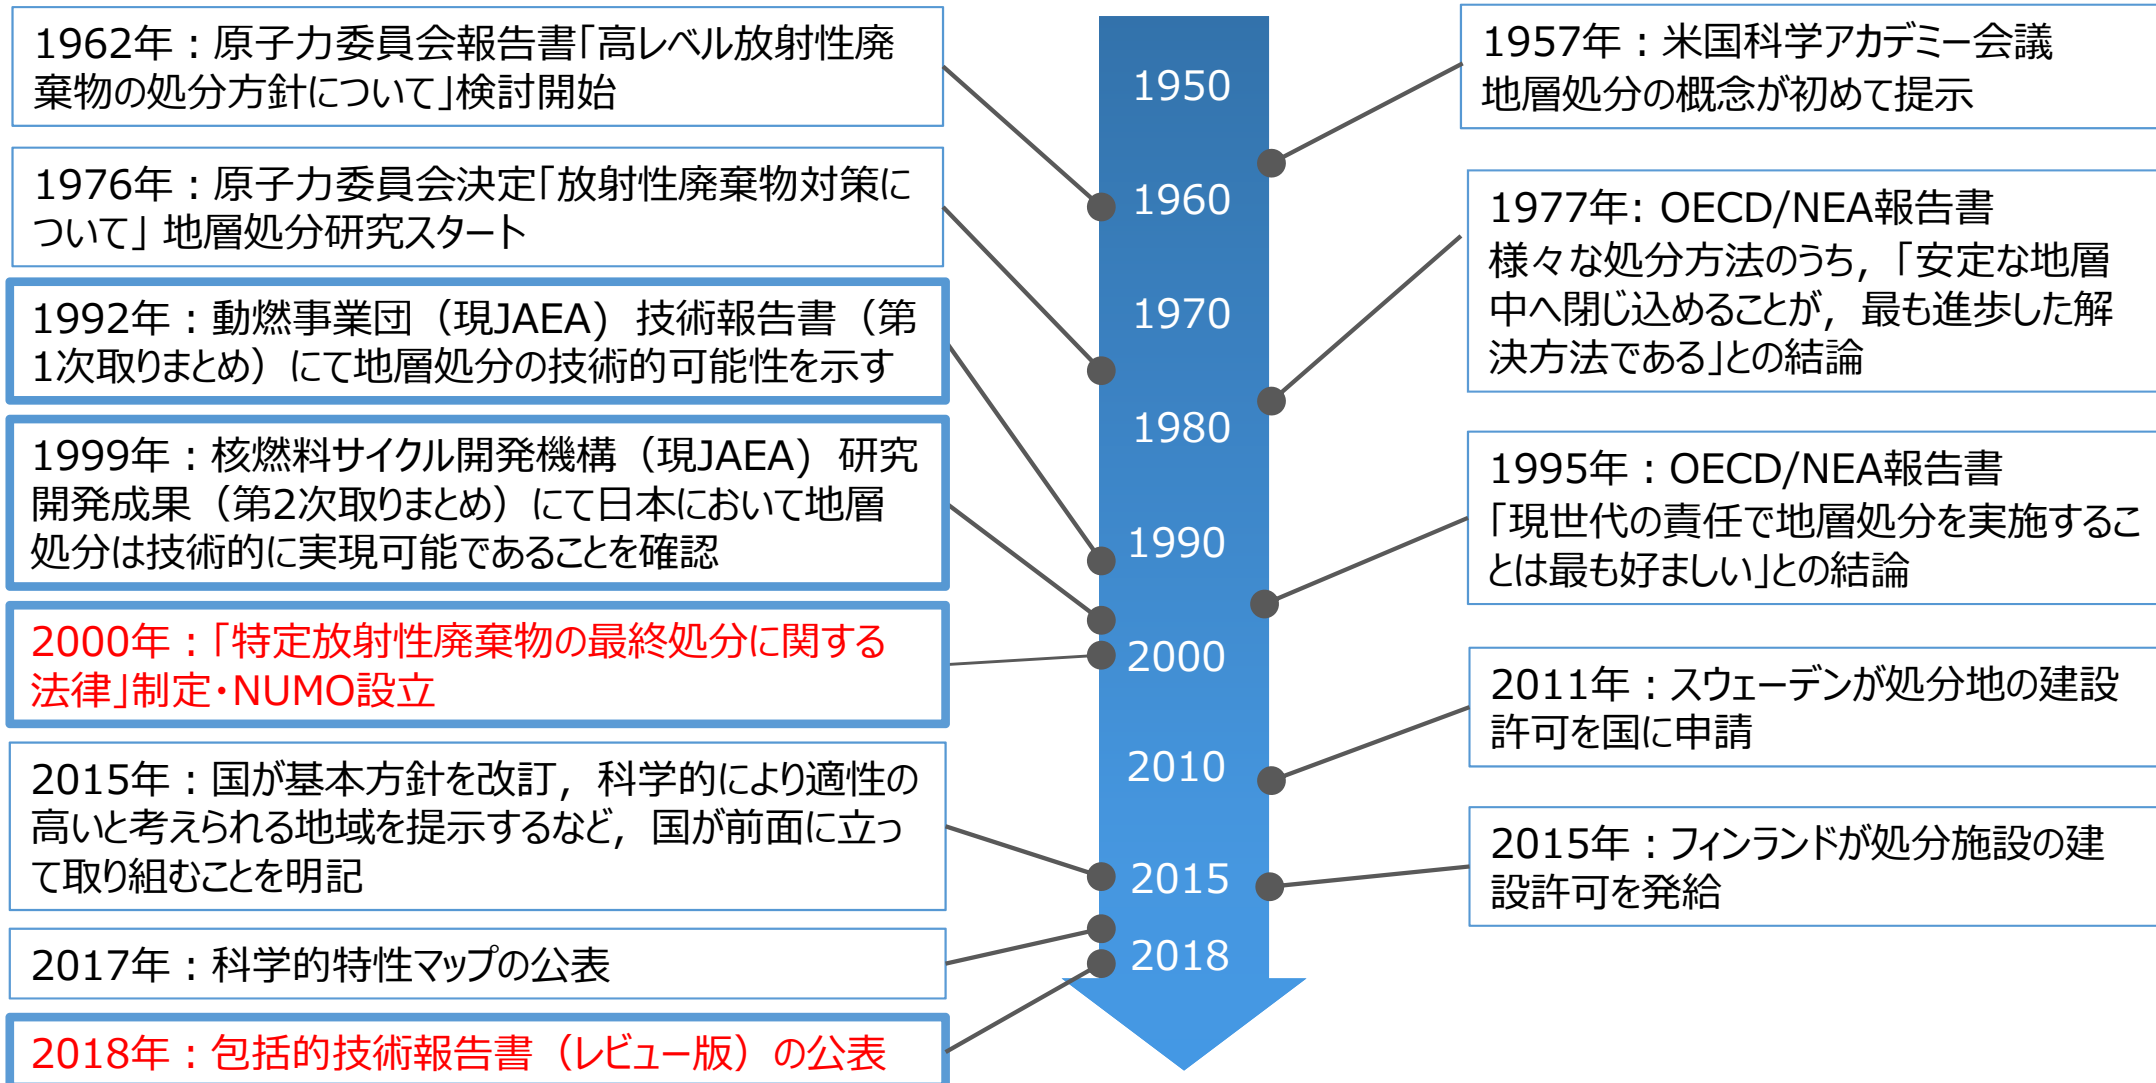 1962年：原子力委員会報告書「高レベル放射性廃
棄物の処分方針について」検討開始
1976年：原子力委員会決定「放射性廃棄物対策に
ついて」 地層処分研究スタート
1992年：動燃事業団（現JAEA）技術報告書（第
1次取りまとめ）にて地層処分の技術的可能性を示す
1999年：核燃料サイクル開発機構（現JAEA）研究
開発成果（第2次取りまとめ）にて日本において地層
処分は技術的に実現可能であることを確認
2000年：「特定放射性廃棄物の最終処分に関する
法律」制定・NUMO設立
2015年：国が基本方針を改訂，科学的により適性の
高いと考えられる地域を提示するなど，国が前面に立っ
て取り組むことを明記
2017年：科学的特性マップの公表
2018年：包括的技術報告書（レビュー版）の公表
1950
1960
1970
1980
1990
2000
2010
2015
2018
1957年：米国科学アカデミー会議
地層処分の概念が初めて提示
1977年: OECD/NEA報告書
様々な処分方法のうち，「安定な地層
中へ閉じ込めることが，最も進歩した解
決方法である」との結論
1995年：OECD/NEA報告書
「現世代の責任で地層処分を実施するこ
とは最も好ましい」との結論
2011年：スウェーデンが処分地の建設
許可を国に申請
2015年：フィンランドが処分施設の建
設許可を発給